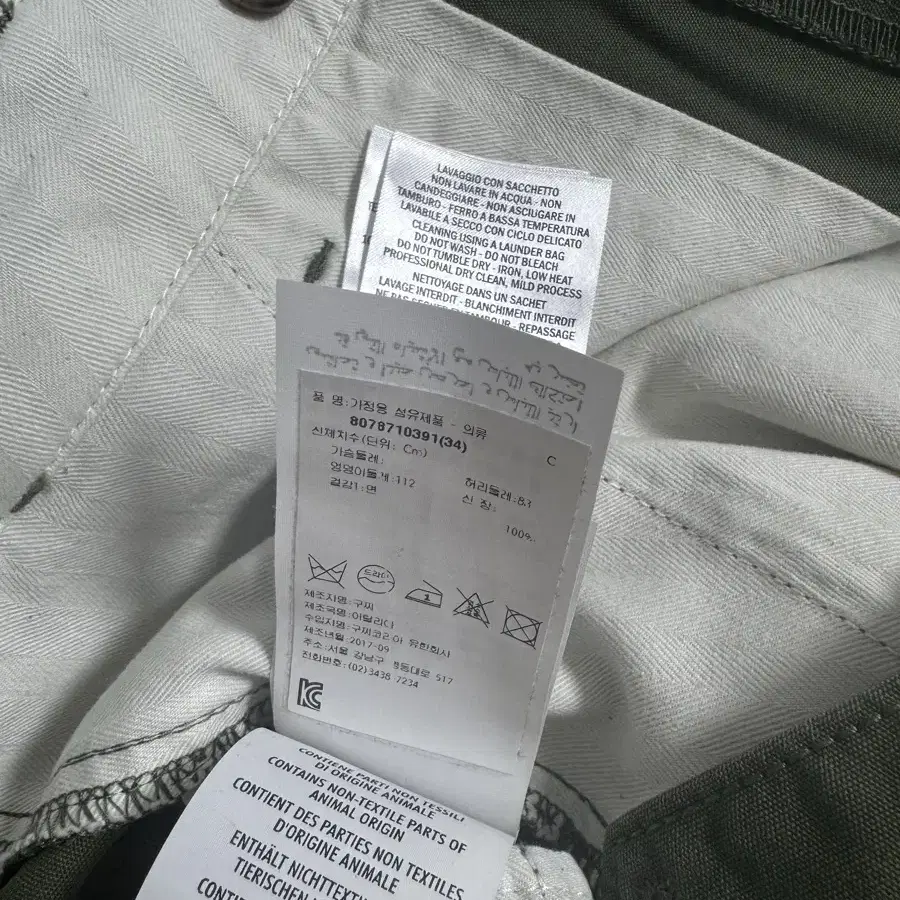 LAVAGGIO CON SACCHETTO
NON LAVARE IN ACQUA - NON
CANDEGGIARE - NON ASCIUGARE IN
TAMBURO - FERRO A BASSA TEMPERATURA
LAVABILE A SECCO CON CICLO DELICATO
CLEANING USING A LAUNDER BAG
DO NOT WASH - DO NOT BLEACH
DO NOT TUMBLE DRY - IRON, LOW HEAT
PROFESSIONAL DRY CLEAN, MILD PROCESS
NETTOYAGE DANS UN SACHET
LAVAGE INTERDIT - BLANCHIMENT INTERDIT
REPASSAGE
품 명:가정용 섬유제품 - 의류
8078710391(34)
C
신체치수(단위: Cm)
가슴둘레:
허리둘레:83
엉덩이둘레:112
신 장:
겉감1:면
100%
드라이
1
제조자명:구찌
제조국명:이탈리아
수입자명:구찌코리아 유한회사
제조년월:2017-09
주소:서울 강남구 517
전화번호:(02)3438 7234
KC
CONTIENE PARTI NON TESSILI
DI ORIGINE ANIMALE
CONTAINS NON-TEXTILE PARTS OF
ANIMAL ORIGIN
CONTIENT DES PARTIES NON TEXTILES
D'ORIGINE ANIMALE
ENTHÄLT
TIERISCHEN